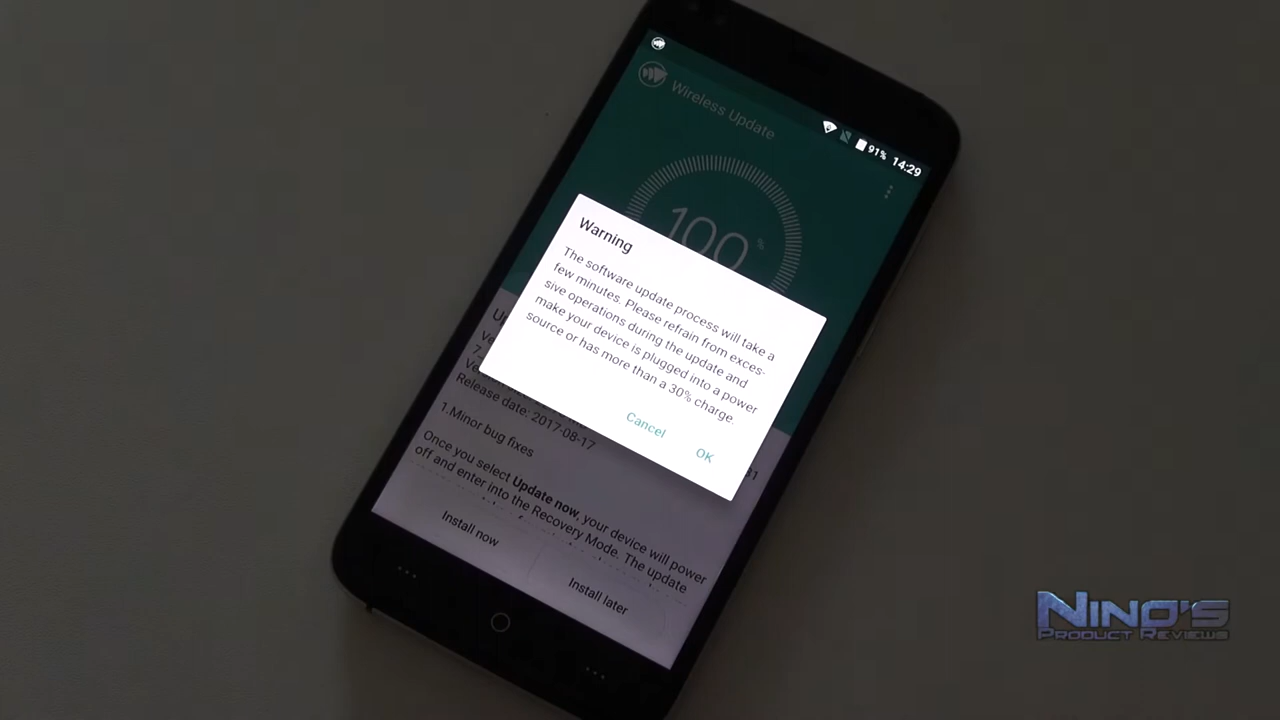 Wireless Update
91% 14:29
100 %
Warning
The software update process will take a
few minutes. Please refrain from exces-
sive operations during the update and
make your device is plugged into a power
source or has more than a 30% charge.
Cancel
OK
Release date: 2017-08-17
1.Minor bug fixes
Once you select Update now, your device will power
off and enter into the Recovery Mode. The update
Install now
Install later
NINO'S
PRODUCT REVIEWS